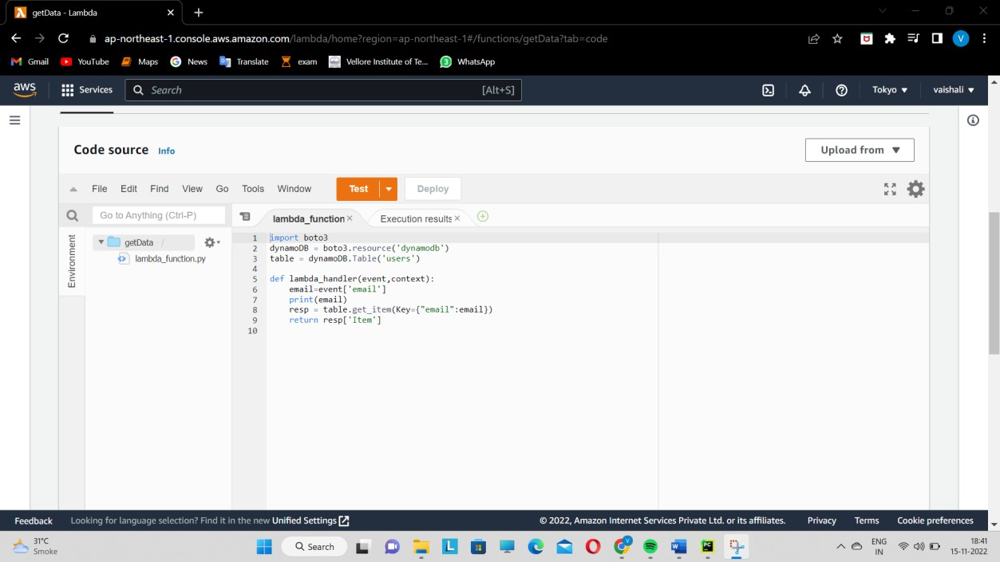 getData - Lambda
ap-northeast-1.console.aws.amazon.com/lambda/home?region=ap-northeast-1#/functions/getData?tab=code
V
Gmail YouTube Maps News Translate exam Vellore Institute of Te... 3 WhatsApp
aws Services Search [Alt+S] Tokyo ▼ vaishali ▼
Code source Info Upload from ▼
File Edit Find View Go Tools Window Test Deploy
Go to Anything (Ctrl-P) lambda_function × Execution results ×
Environment
getData - /
lambda_function.py
1 import boto3
2 dynamoDB = boto3.resource('dynamodb')
3 table = dynamoDB.Table('users')
4
5 def lambda_handler(event,context):
6     email=event['email']
7     print(email)
8     resp = table.get_item(Key={"email":email})
9     return resp['Item']
10
Feedback Looking for language selection? Find it in the new Unified Settings © 2022, Amazon Internet Services Private Ltd. or its affiliates. Privacy Terms Cookie preferences
31°C
Smoke
Search
L
V
W
PC
ENG
IN
18:41
15-11-2022